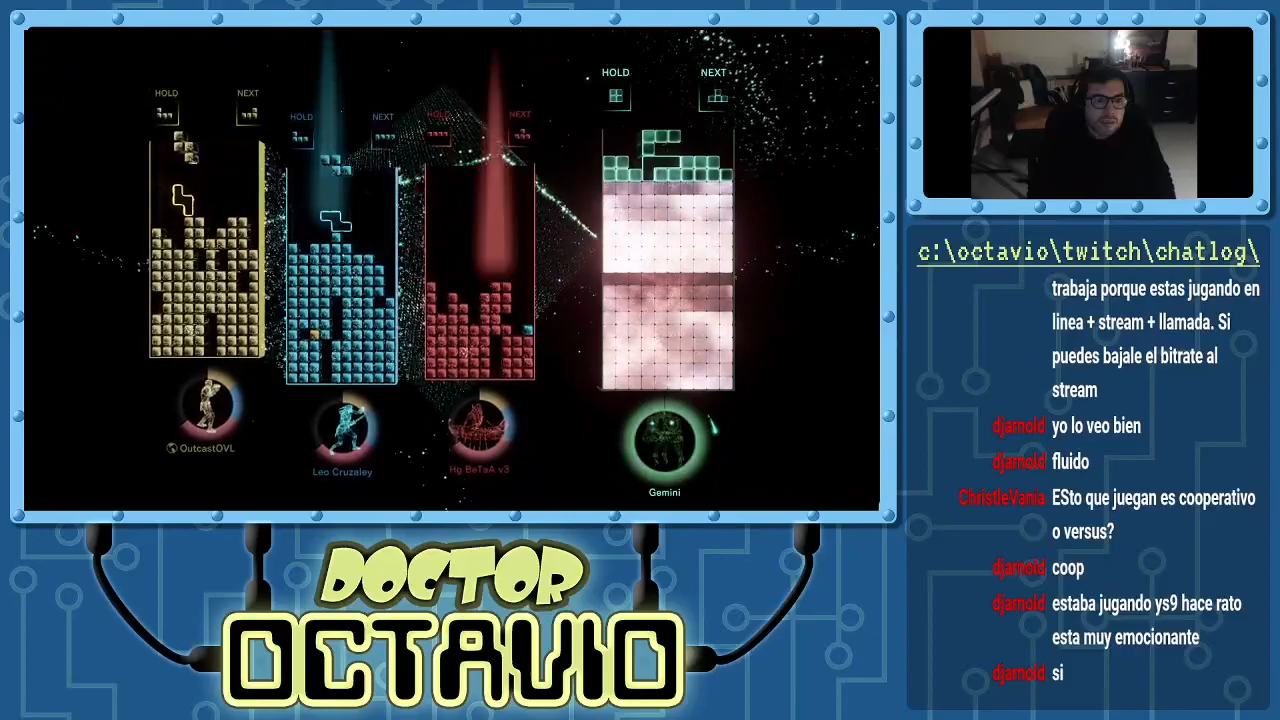 HOLD
NEXT
HOLD
NEXT
HOLD
NEXT
HOLD
NEXT
OutcastOVL
Leo Cruzaley
Hg BeTaA v3
Gemini
DOCTOR
OCTAVIO
c:\octavio\twitch\chatlog\
trabaja porque estas jugando en
linea + stream + llamada. Si
puedes bajale el bitrate al
stream
djarnold yo lo veo bien
djarnold fluido
ChristleVania ESto que juegan es cooperativo
o versus?
djarnold coop
djarnold estaba jugando ys9 hace rato
esta muy emocionante
djarnold si